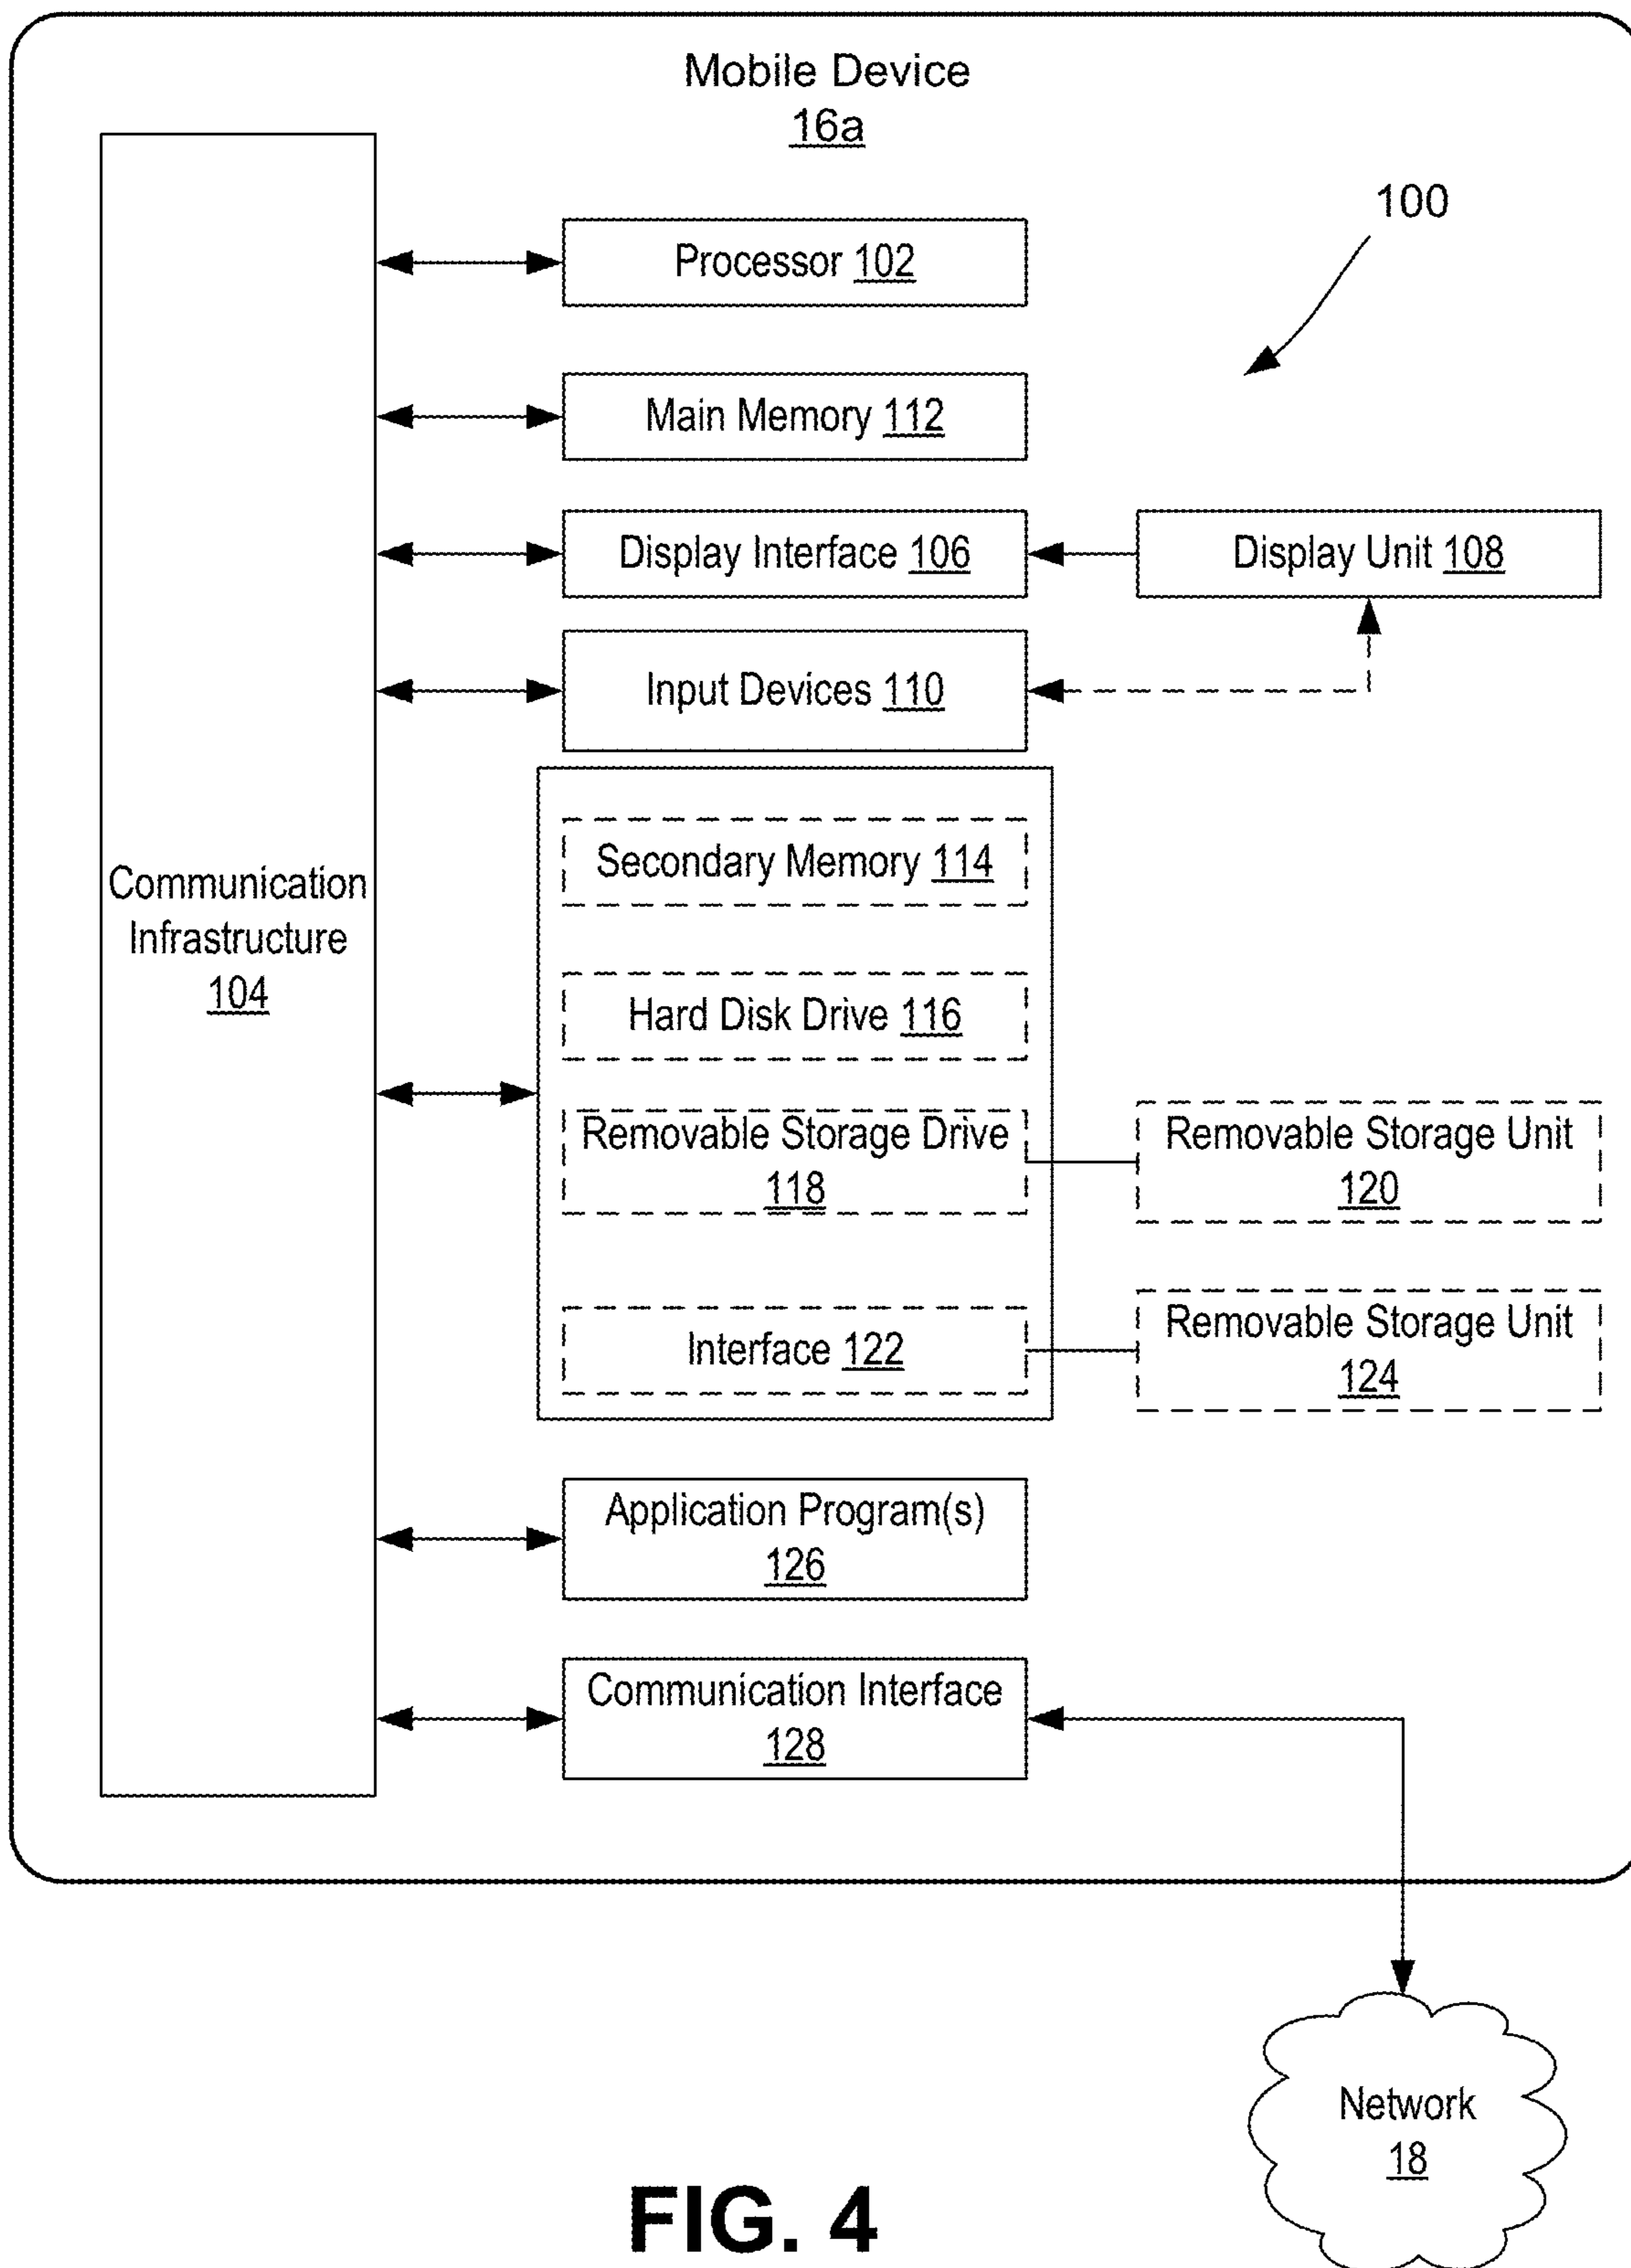 Mobile Device
16a
100
Processor 102
Main Memory 112
Display Interface 106
Display Unit 108
Input Devices 110
Secondary Memory 114
Communication
Infrastructure
104
Hard Disk Drive 116
Removable Storage Drive
118
Removable Storage Unit
120
Interface 122
Removable Storage Unit
124
Application Program(s)
126
Communication Interface
128
Network
18
FIG. 4